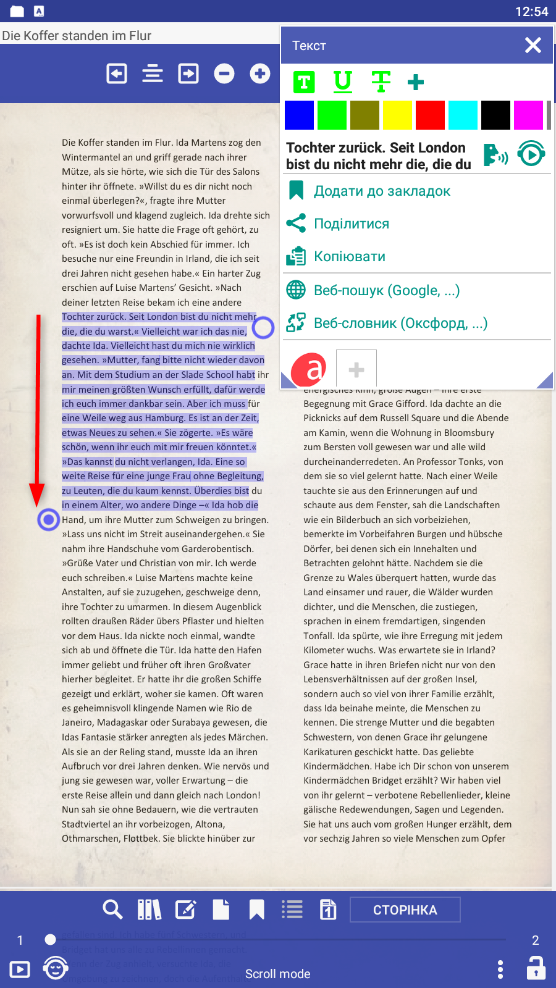 12:54
Die Koffer standen im Flur
Текст
Tochter zurück. Seit London
bist du nicht mehr die, die du
Додати до закладок
Поділитися
Копіювати
Веб-пошук (Google, ...)
Веб-словник (Оксфорд, ...)
Die Koffer standen im Flur. Ida Martens zog den
Wintermantel an und griff gerade nach ihrer
Mütze, als sie hörte, wie sich die Tür des Salons
hinter ihr öffnete. »Willst du es dir nicht noch
einmal überlegen?«, fragte ihre Mutter
vorwurfsvoll und klagend zugleich. Ida drehte sich
resigniert um. Sie hatte die Frage oft gehört, zu
oft. »Es ist doch kein Abschied für immer. Ich
besuche nur eine Freundin in Irland, die ich seit
drei Jahren nicht gesehen habe.« Ein harter Zug
erschien auf Luise Martens' Gesicht. »Nach
deiner letzten Reise bekam ich eine andere
Tochter zurück. Seit London bist du nicht mehr
die, die du warst.« Vielleicht war ich das nie,
dachte Ida. Vielleicht hast du mich nie wirklich
gesehen. »Mutter, fang bitte nicht wieder davon
an. Mit dem Studium an der Slade School habt ihr
mir meinen größten Wunsch erfüllt, dafür werde
ich euch immer dankbar sein. Aber ich muss für
eine Weile weg aus Hamburg. Es ist an der Zeit,
etwas Neues zu sehen.« Sie zögerte. »Es wäre
schön, wenn ihr euch mit mir freuen könntet.«
»Das kannst du nicht verlangen, Ida. Eine so
weite Reise für eine junge Frau ohne Begleitung,
zu Leuten, die du kaum kennst. Überdies bist du
in einem Alter, wo andere Dinge –« Ida hob die
Hand, um ihre Mutter zum Schweigen zu bringen.
»Lass uns nicht im Streit auseinandergehen.« Sie
nahm ihre Handschuhe vom Garderobentisch.
»Grüße Vater und Christian von mir. Ich werde
euch schreiben.« Luise Martens machte keine
Anstalten, auf sie zuzugehen, geschweige denn,
ihre Tochter zu umarmen. In diesem Augenblick
rollten draußen Räder übers Pflaster und hielten
vor dem Haus. Ida nickte noch einmal, wandte
sich ab und öffnete die Tür. Ida hatte den Hafen
immer geliebt und früher oft ihren Großvater
hierher begleitet. Er hatte ihr die großen Schiffe
gezeigt und erklärt, woher sie kamen. Oft waren
es geheimnisvoll klingende Namen wie Rio de
Janeiro, Madagaskar oder Surabaya gewesen, die
Idas Fantasie stärker anregten als jedes Märchen.
Als sie an der Reling stand, musste Ida an ihren
Aufbruch vor drei Jahren denken. Wie nervös und
jung sie gewesen war, voller Erwartung – die
erste Reise allein und dann gleich nach London!
Nun sah sie ohne Bedauern, wie die vertrauten
Stadtviertel an ihr vorbeizogen, Altona,
Othmarschen, Flottbek. Sie blickte hinüber zur
energisches Kinn, große Augen – ihre erste
Begegnung mit Grace Gifford. Ida dachte an die
Picknicks auf dem Russell Square und die Abende
am Kamin, wenn die Wohnung in Bloomsbury
zum Bersten voll gewesen war und alle wild
durcheinanderredeten. An Professor Tonks, von
dem sie so viel gelernt hatte. Nach einer Weile
tauchte sie aus den Erinnerungen auf und
schaute aus dem Fenster, sah die Landschaften
wie ein Bilderbuch an sich vorbeiziehen,
bemerkte im Vorbeifahren Burgen und hübsche
Dörfer, bei denen sich ein Innehalten und
Betrachten gelohnt hätte. Nachdem sie die
Grenze zu Wales überquert hatten, wurde das
Land einsamer und rauer, die Wälder wurden
dichter, und die Menschen, die zustiegen,
sprachen in einem fremdartigen, singenden
Tonfall. Ida spürte, wie ihre Erregung mit jedem
Kilometer wuchs. Was erwartete sie in Irland?
Grace hatte in ihren Briefen nicht nur von den
Lebensverhältnissen auf der großen Insel,
sondern auch so viel von ihrer Familie erzählt,
dass Ida beinahe meinte, die Menschen zu
kennen. Die strenge Mutter und die begabten
Schwestern, von denen Grace ihr gelungene
Karikaturen geschickt hatte. Das geliebte
Kindermädchen. Habe ich Dir schon von unserem
Kindermädchen Bridget erzählt? Wir haben viel
von ihr gelernt – verbotene Rebellenlieder, kleine
gälische Redewendungen, Sagen und Legenden.
Sie hat uns auch vom großen Hunger erzählt, dem
vor sechzig Jahren so viele Menschen zum Opfer
СТОРІНКА
1
2
Scroll mode